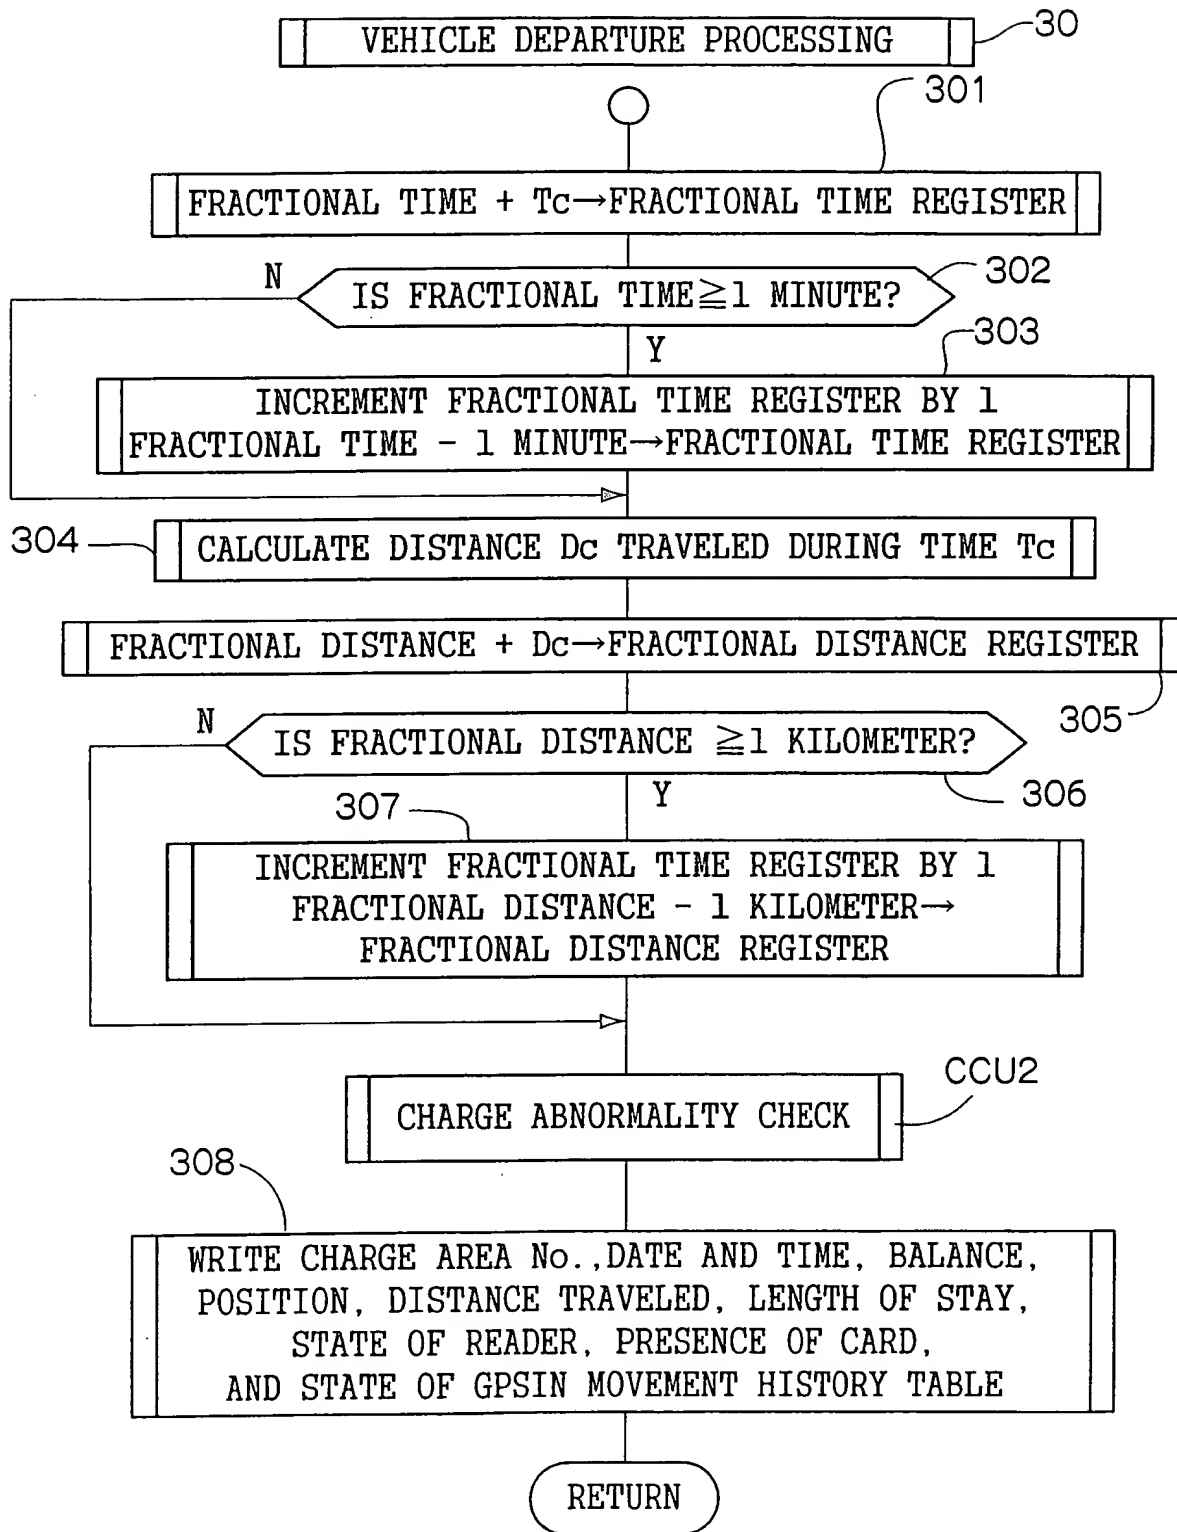 VEHICLE DEPARTURE PROCESSING
30
301
FRACTIONAL TIME + Tc→FRACTIONAL TIME REGISTER
N
IS FRACTIONAL TIME≧1 MINUTE?
302
Y
303
INCREMENT FRACTIONAL TIME REGISTER BY 1
FRACTIONAL TIME - 1 MINUTE→FRACTIONAL TIME REGISTER
304
CALCULATE DISTANCE Dc TRAVELED DURING TIME Tc
FRACTIONAL DISTANCE + Dc→FRACTIONAL DISTANCE REGISTER
305
N
IS FRACTIONAL DISTANCE ≧1 KILOMETER?
306
Y
307
INCREMENT FRACTIONAL TIME REGISTER BY 1
FRACTIONAL DISTANCE - 1 KILOMETER→
FRACTIONAL DISTANCE REGISTER
CCU2
CHARGE ABNORMALITY CHECK
308
WRITE CHARGE AREA No.,DATE AND TIME, BALANCE,
POSITION, DISTANCE TRAVELED, LENGTH OF STAY,
STATE OF READER, PRESENCE OF CARD,
AND STATE OF GPSIN MOVEMENT HISTORY TABLE
RETURN